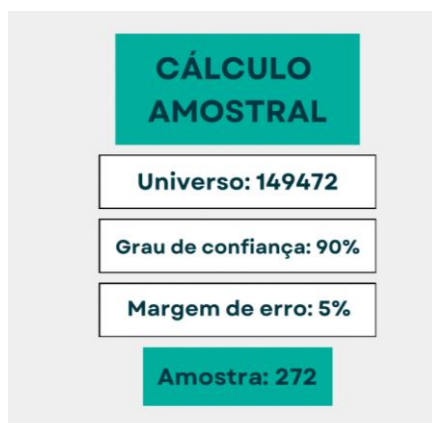 CÁLCULO
AMOSTRAL
Universo: 149472
Grau de confiança: 90%
Margem de erro: 5%
Amostra: 272